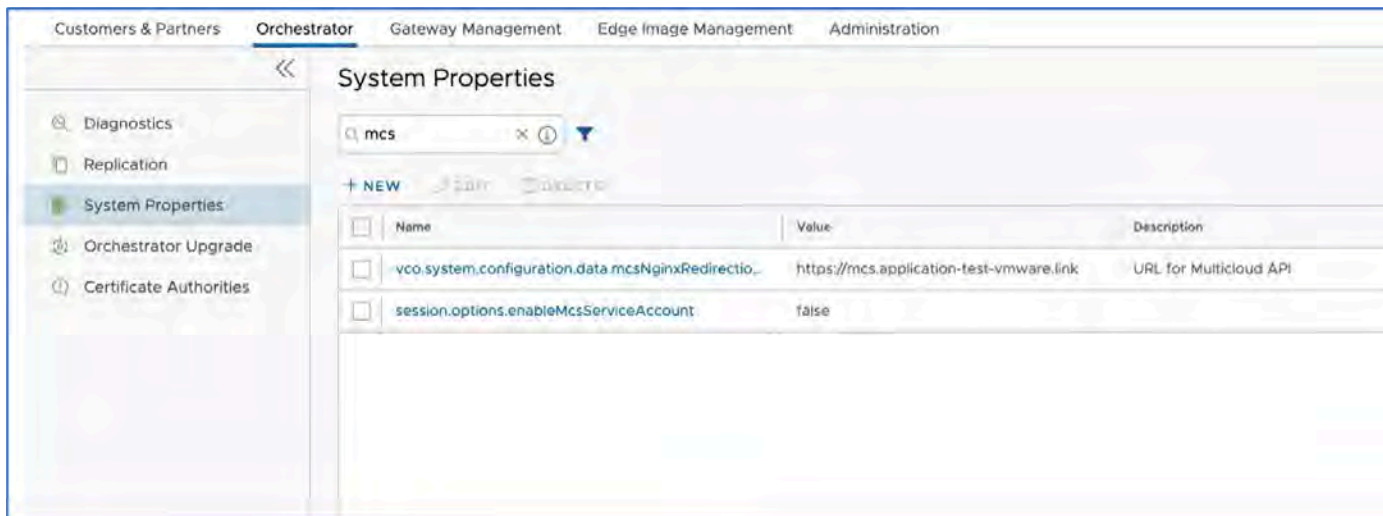 Customers & Partners Orchestrator Gateway Management Edge Image Management Administration
System Properties
Diagnostics
Replication
System Properties
Orchestrator Upgrade
Certificate Authorities
mcs
+ NEW
Name Value Description
vco.system.configuration.data.mcsNginxRedirectio... https://mcs.application-test-vmware.link URL for Multicloud API
session.options.enableMcsServiceAccount false